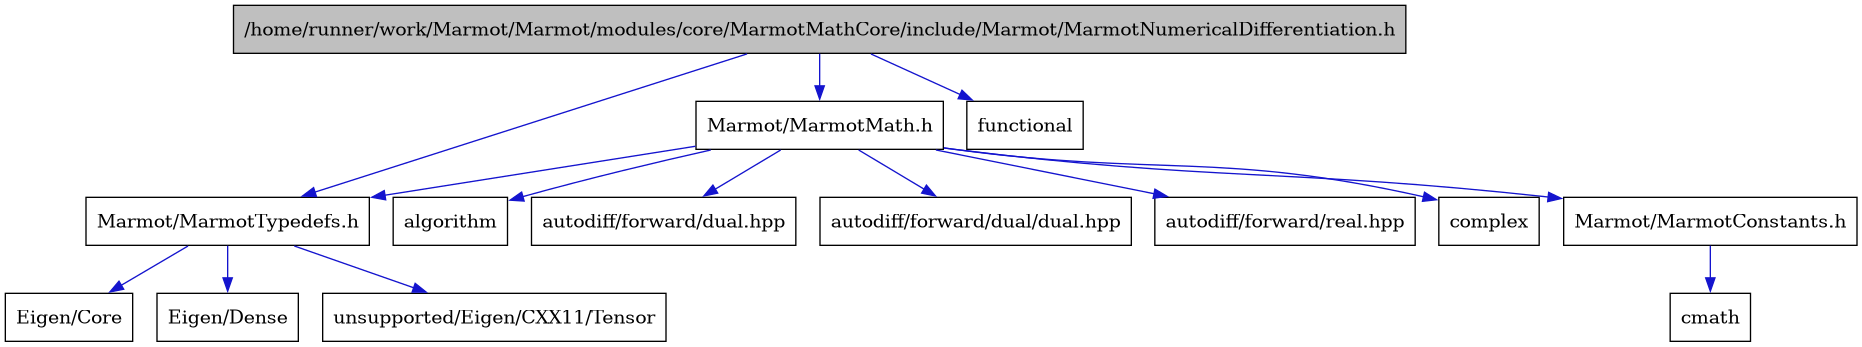 /home/runner/work/Marmot/Marmot/modules/core/MarmotMathCore/include/Marmot/MarmotNumericalDifferentiation.h
Marmot/MarmotMath.h
functional
Marmot/MarmotTypedefs.h
algorithm
autodiff/forward/dual.hpp
autodiff/forward/dual/dual.hpp
autodiff/forward/real.hpp
complex
Marmot/MarmotConstants.h
Eigen/Core
Eigen/Dense
unsupported/Eigen/CXX11/Tensor
cmath